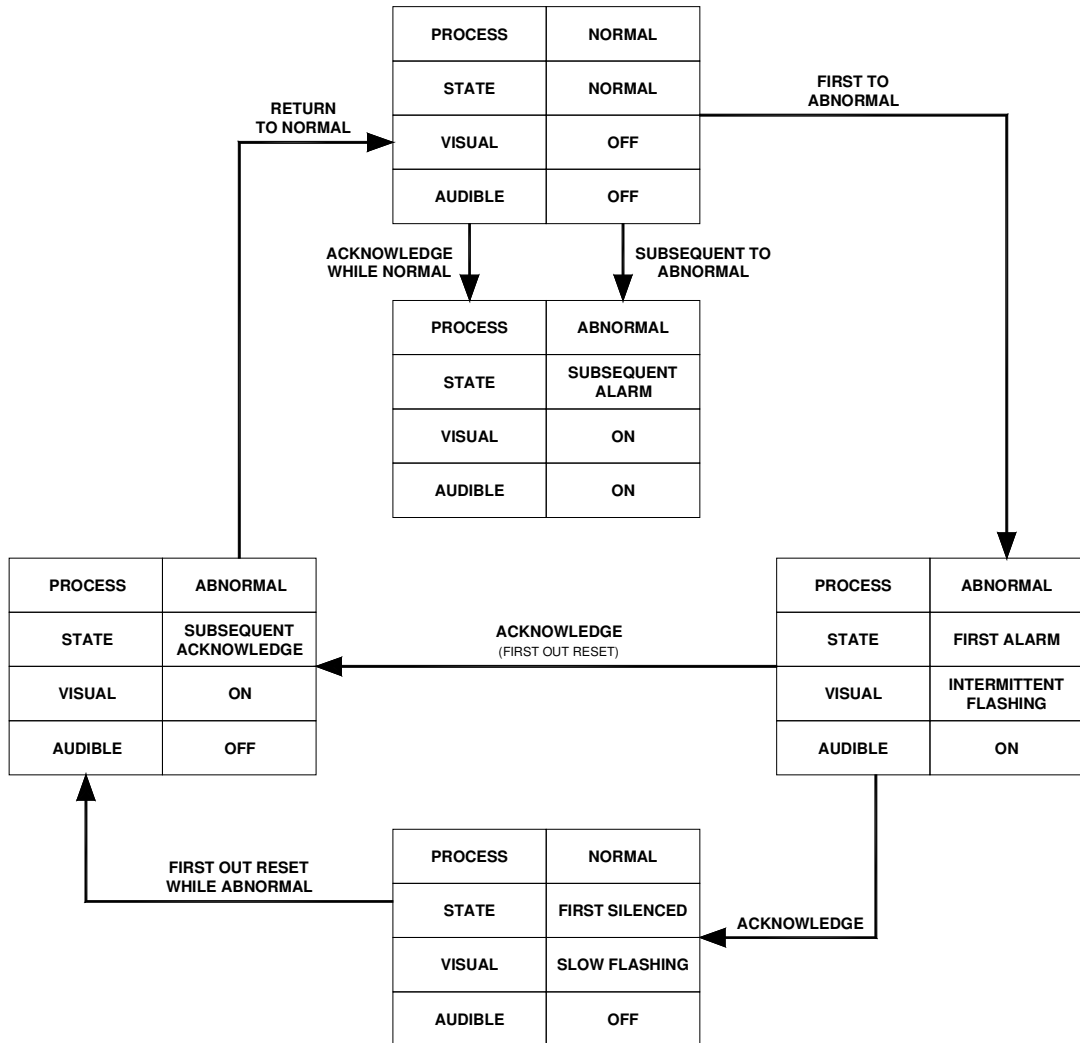 PROCESS NORMAL
STATE NORMAL
VISUAL OFF
AUDIBLE OFF
FIRST TO
ABNORMAL
RETURN
TO NORMAL
ACKNOWLEDGE
WHILE NORMAL
SUBSEQUENT TO
ABNORMAL
PROCESS ABNORMAL
STATE SUBSEQUENT
ALARM
VISUAL ON
AUDIBLE ON
PROCESS ABNORMAL
STATE SUBSEQUENT
ACKNOWLEDGE
VISUAL ON
AUDIBLE OFF
ACKNOWLEDGE
(FIRST OUT RESET)
PROCESS ABNORMAL
STATE FIRST ALARM
VISUAL INTERMITTENT
FLASHING
AUDIBLE ON
FIRST OUT RESET
WHILE ABNORMAL
PROCESS NORMAL
STATE FIRST SILENCED
VISUAL SLOW FLASHING
AUDIBLE OFF
ACKNOWLEDGE